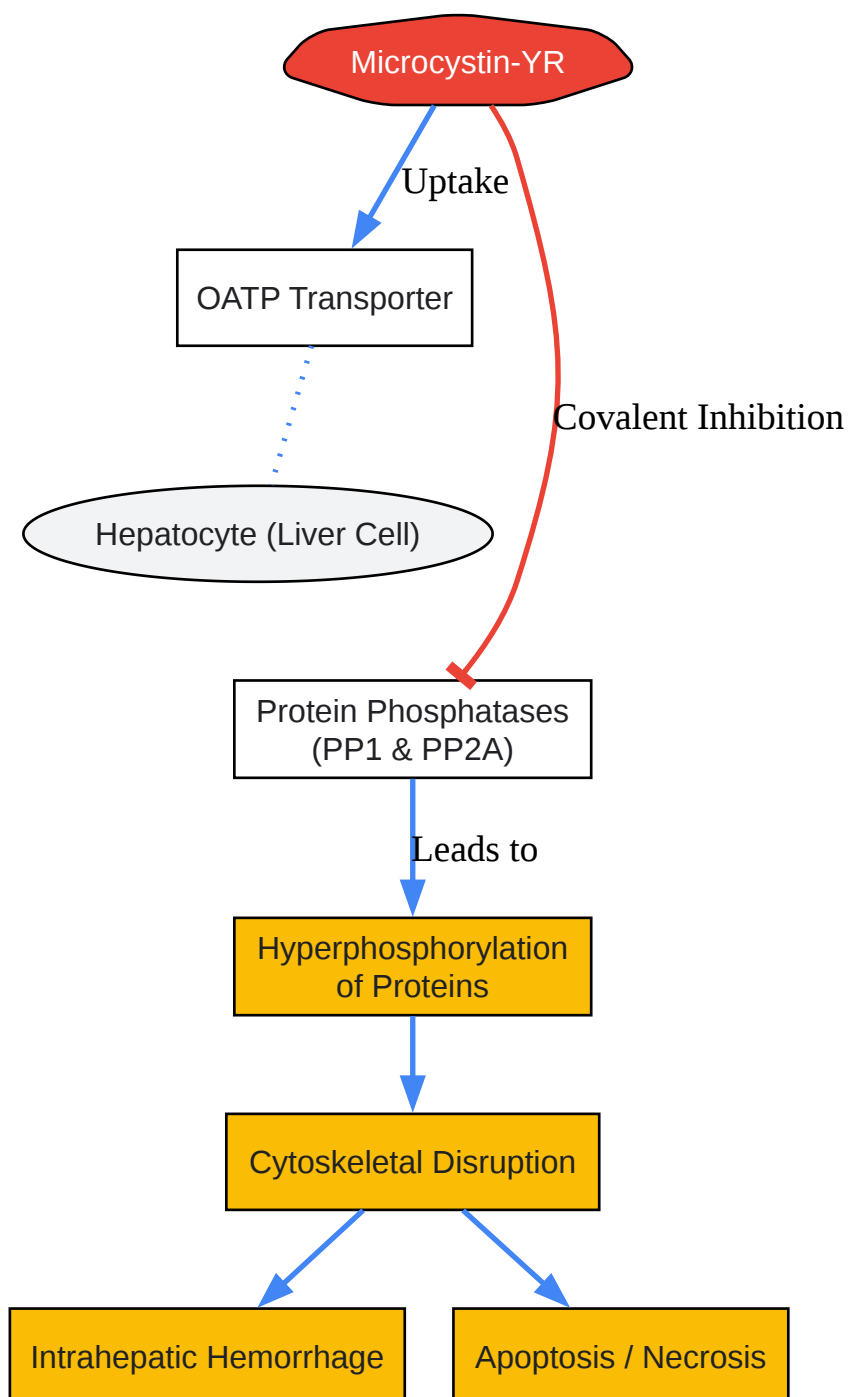 Microcystin-YR
Uptake
OATP Transporter
Covalent Inhibition
Hepatocyte (Liver Cell)
Protein Phosphatases
(PP1 & PP2A)
Leads to
Hyperphosphorylation
of Proteins
Cytoskeletal Disruption
Intrahepatic Hemorrhage
Apoptosis / Necrosis